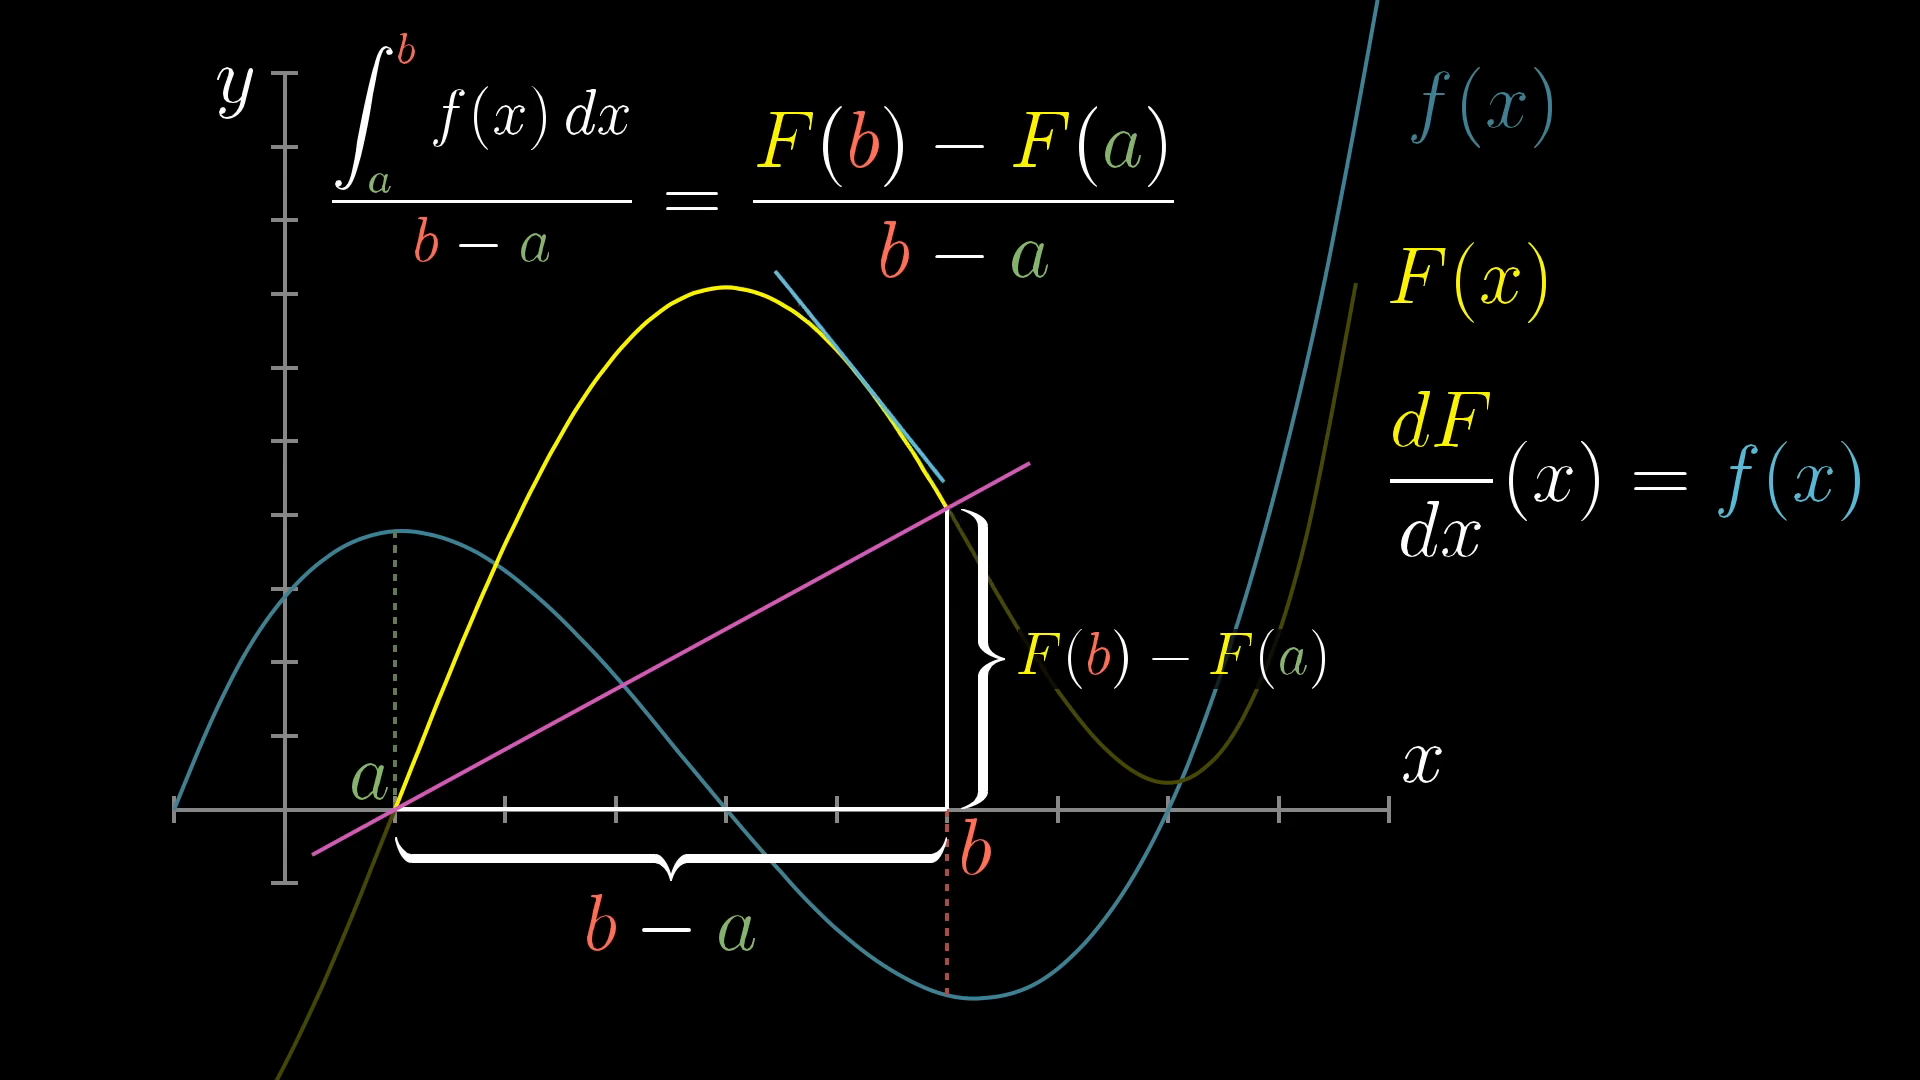 y
∫_a^b f(x) dx / (b − a) = (F(b) − F(a)) / (b − a)
f(x)
F(x)
dF/dx (x) = f(x)
F(b) − F(a)
a
x
b
b − a